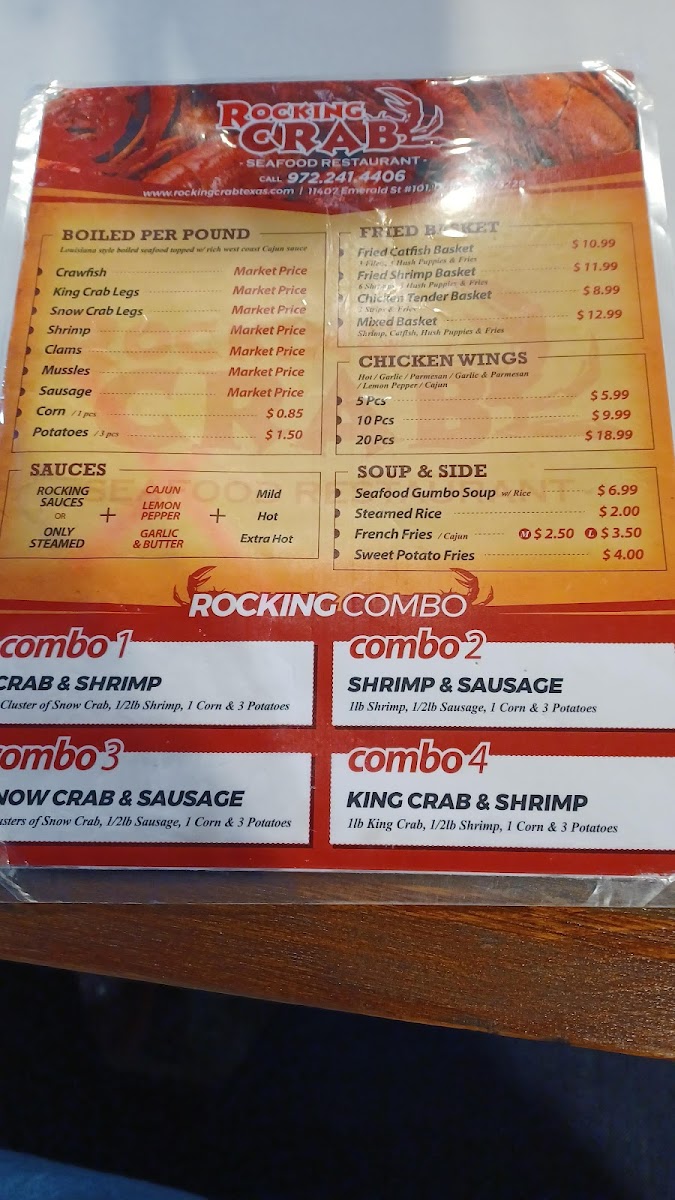 ROCKING
CRAB
- SEAFOOD RESTAURANT -
CALL 972.241.4406
www.rockingcrabtexas.com | 11402 Emerald St #101,
BOILED PER POUND
Louisiana style boiled seafood topped w/ rich west coast Cajun sauce
Crawfish Market Price
King Crab Legs Market Price
Snow Crab Legs Market Price
Shrimp Market Price
Clams Market Price
Mussles Market Price
Sausage Market Price
Corn / 1 pcs $ 0.85
Potatoes / 3 pcs $ 1.50
SAUCES
ROCKING SAUCES OR ONLY STEAMED
+
CAJUN
LEMON PEPPER
GARLIC & BUTTER
+
Mild
Hot
Extra Hot
FRIED BASKET
Fried Catfish Basket $ 10.99
Hush Puppies & Fries
Fried Shrimp Basket $ 11.99
Hush Puppies & Fries
Chicken Tender Basket $ 8.99
Mixed Basket $ 12.99
Shrimp, Catfish, Hush Puppies & Fries
CHICKEN WINGS
Hot / Garlic / Parmesan / Garlic & Parmesan
/ Lemon Pepper / Cajun
5 Pcs $ 5.99
10 Pcs $ 9.99
20 Pcs $ 18.99
SOUP & SIDE
Seafood Gumbo Soup w/ Rice $ 6.99
Steamed Rice $ 2.00
French Fries / Cajun M $ 2.50 L $ 3.50
Sweet Potato Fries $ 4.00
ROCKING COMBO
combo 1
CRAB & SHRIMP
Cluster of Snow Crab, 1/2lb Shrimp, 1 Corn & 3 Potatoes
combo 2
SHRIMP & SAUSAGE
1lb Shrimp, 1/2lb Sausage, 1 Corn & 3 Potatoes
ombo 3
NOW CRAB & SAUSAGE
usters of Snow Crab, 1/2lb Sausage, 1 Corn & 3 Potatoes
combo 4
KING CRAB & SHRIMP
1lb King Crab, 1/2lb Shrimp, 1 Corn & 3 Potatoes